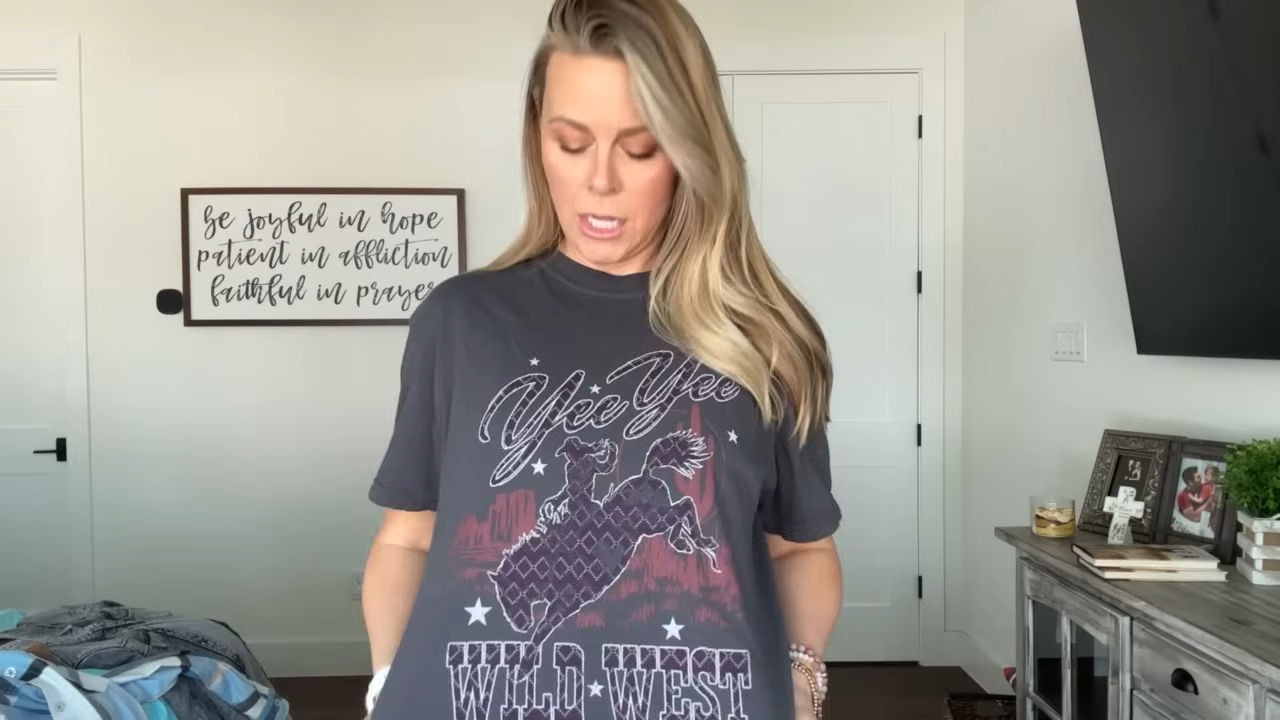 be joyful in hope
patient in affliction
faithful in prayer
Yee Yee
WILD WEST